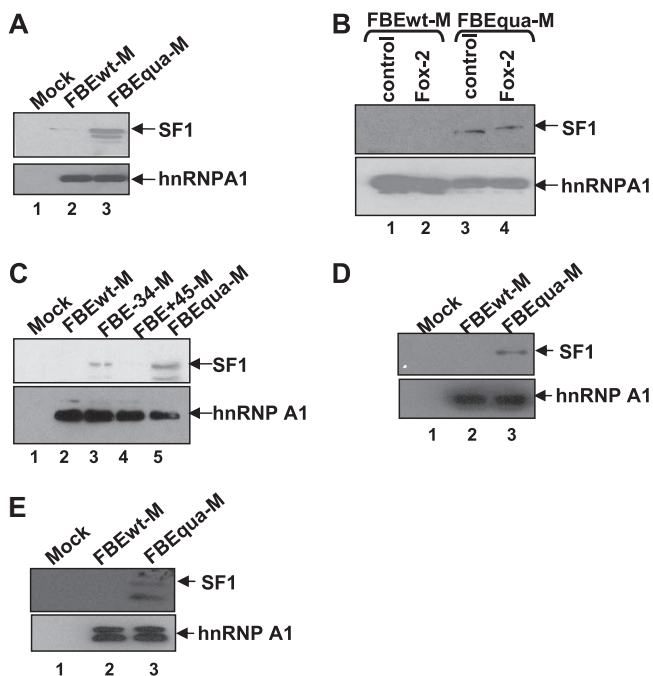 A
Mock
FBEwt-M
FBEqua-M
SF1
hnRNPA1
1 2 3
B
FBEwt-M FBEqua-M
control
Fox-2
control
Fox-2
SF1
hnRNPA1
1 2 3 4
C
Mock
FBEwt-M
FBE-34-M
FBE+45-M
FBEqua-M
SF1
hnRNP A1
1 2 3 4 5
D
Mock
FBEwt-M
FBEqua-M
SF1
hnRNP A1
1 2 3
E
Mock
FBEwt-M
FBEqua-M
SF1
hnRNP A1
1 2 3